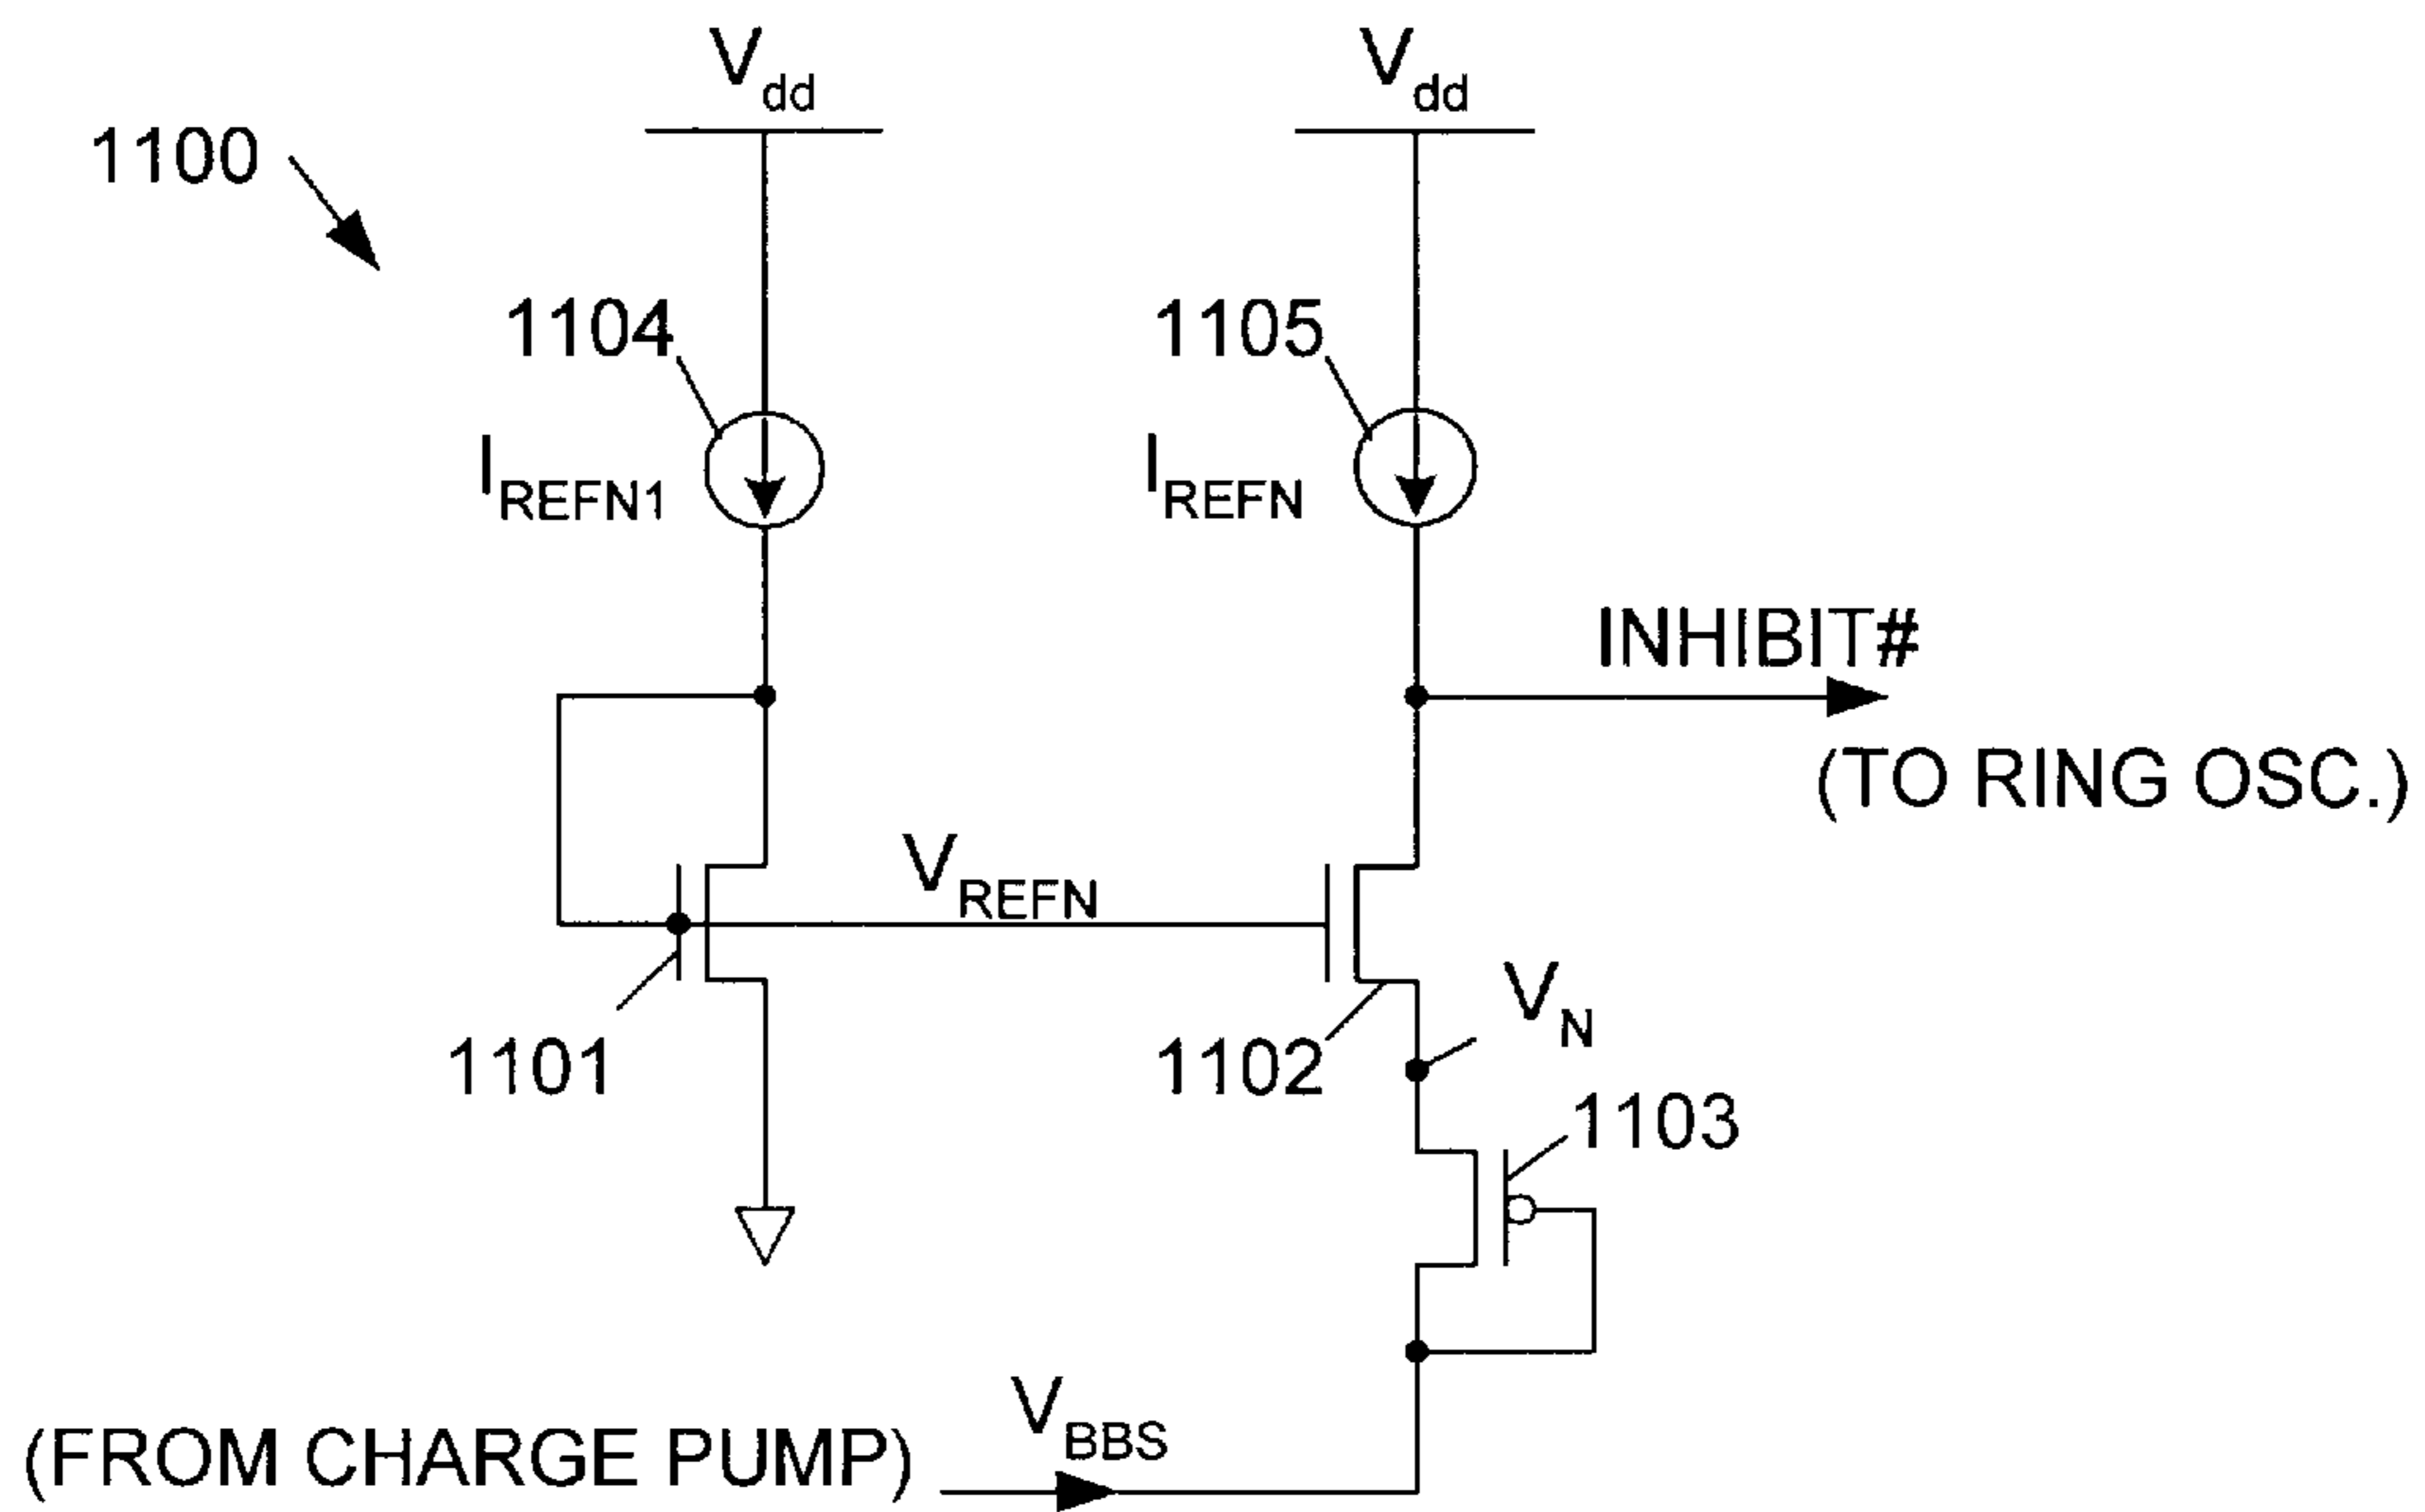 Vdd
Vdd
1100
1104
1105
IREFN1
IREFN
INHIBIT#
(TO RING OSC.)
VREFN
1101
1102
VN
1103
VBBS
(FROM CHARGE PUMP)